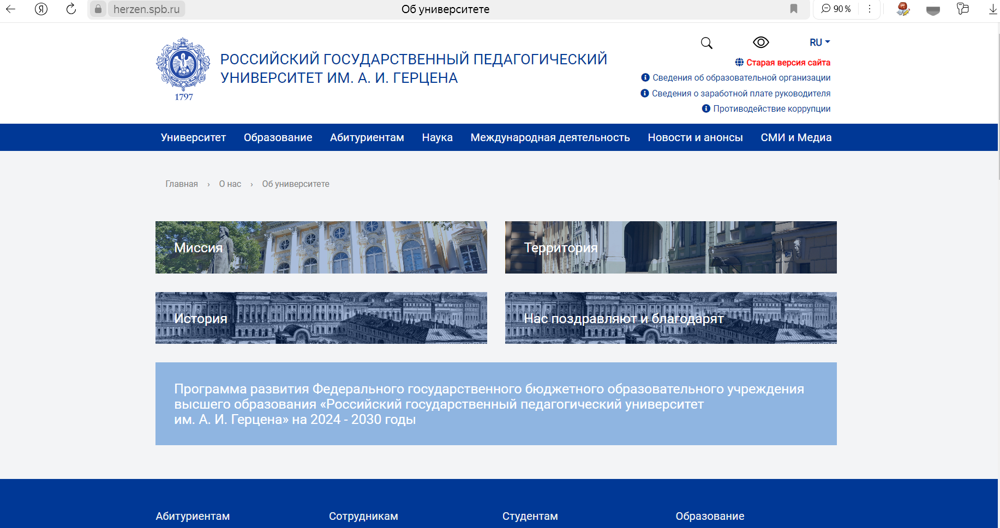 herzen.spb.ru
Об университете
90 %
РОССИЙСКИЙ ГОСУДАРСТВЕННЫЙ ПЕДАГОГИЧЕСКИЙ
УНИВЕРСИТЕТ ИМ. А. И. ГЕРЦЕНА
1797
RU
Старая версия сайта
Сведения об образовательной организации
Сведения о заработной плате руководителя
Противодействие коррупции
Университет Образование Абитуриентам Наука Международная деятельность Новости и анонсы СМИ и Медиа
Главная › О нас › Об университете
Миссия
Территория
История
Нас поздравляют и благодарят
Программа развития Федерального государственного бюджетного образовательного учреждения
высшего образования «Российский государственный педагогический университет
им. А. И. Герцена» на 2024 - 2030 годы
Абитуриентам Сотрудникам Студентам Образование